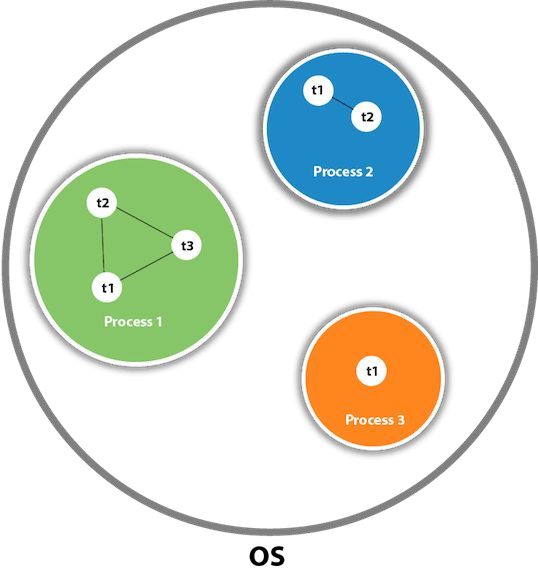 t1
t2
Process 2
t2
t3
t1
Process 1
t1
Process 3
OS